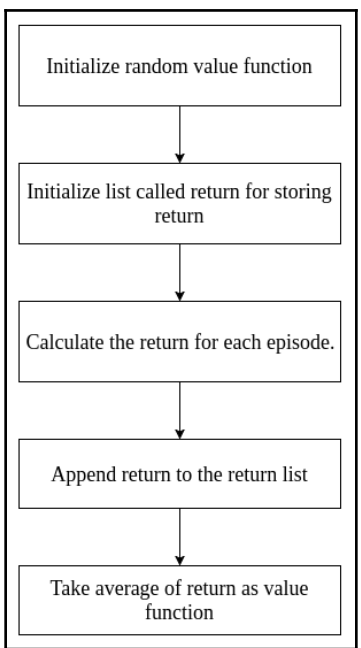 Initialize random value function
Initialize list called return for storing
return
Calculate the return for each episode.
Append return to the return list
Take average of return as value
function